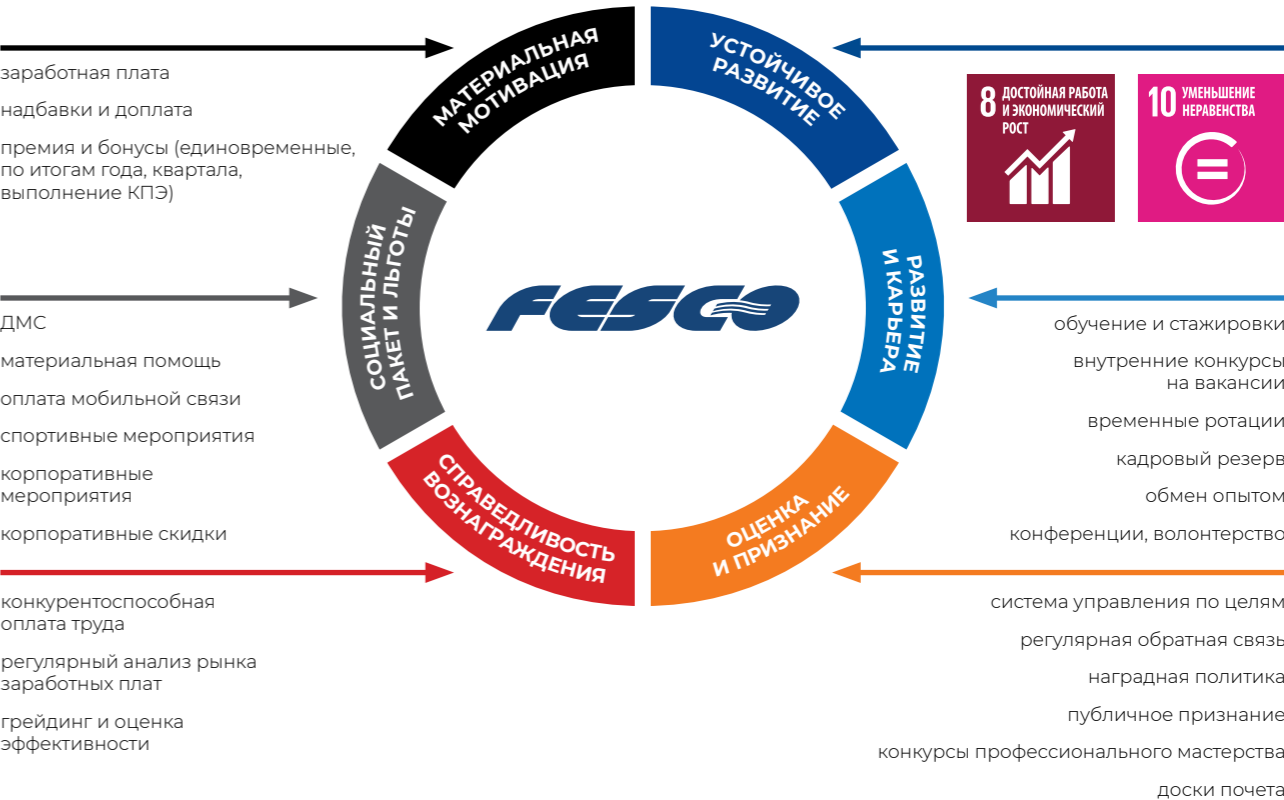 МАТЕРИАЛЬНАЯ
МОТИВАЦИЯ
заработная плата
надбавки и доплата
премия и бонусы (единовременные,
по итогам года, квартала,
выполнение КПЭ)
УСТОЙЧИВОЕ
РАЗВИТИЕ
8 ДОСТОЙНАЯ РАБОТА
И ЭКОНОМИЧЕСКИЙ
РОСТ
10 УМЕНЬШЕНИЕ
НЕРАВЕНСТВА
СОЦИАЛЬНЫЙ
ПАКЕТ И ЛЬГОТЫ
ДМС
материальная помощь
оплата мобильной связи
спортивные мероприятия
корпоративные
мероприятия
корпоративные скидки
FESCO
РАЗВИТИЕ
И КАРЬЕРА
обучение и стажировки
внутренние конкурсы
на вакансии
временные ротации
кадровый резерв
обмен опытом
конференции, волонтерство
СПРАВЕДЛИВОСТЬ
ВОЗНАГРАЖДЕНИЯ
конкурентоспособная
оплата труда
регулярный анализ рынка
заработных плат
грейдинг и оценка
эффективности
ОЦЕНКА
И ПРИЗНАНИЕ
система управления по целям
регулярная обратная связь
наградная политика
публичное признание
конкурсы профессионального мастерства
доски почета